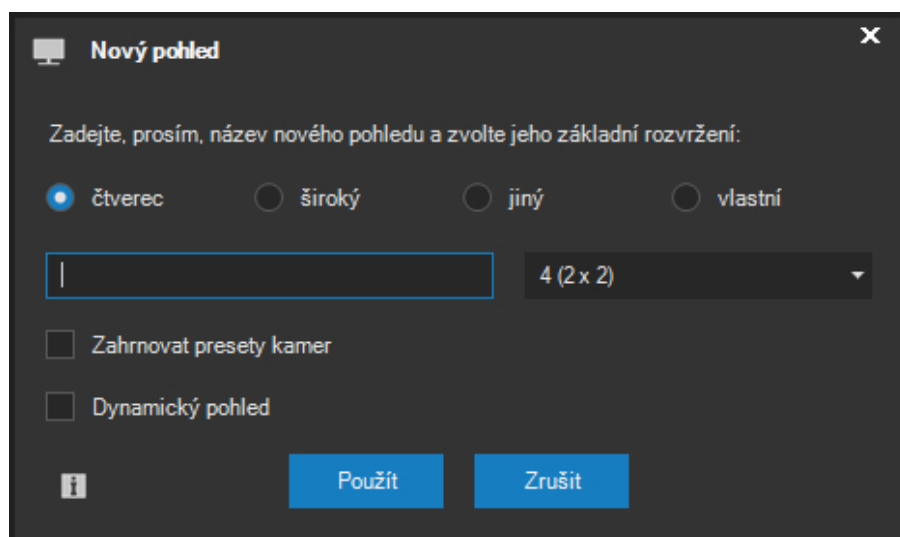 Nový pohled
Zadejte, prosím, název nového pohledu a zvolte jeho základní rozvržení:
čtverec široký jiný vlastní
4 (2 x 2)
Zahrnovat presety kamer
Dynamický pohled
Použít Zrušit